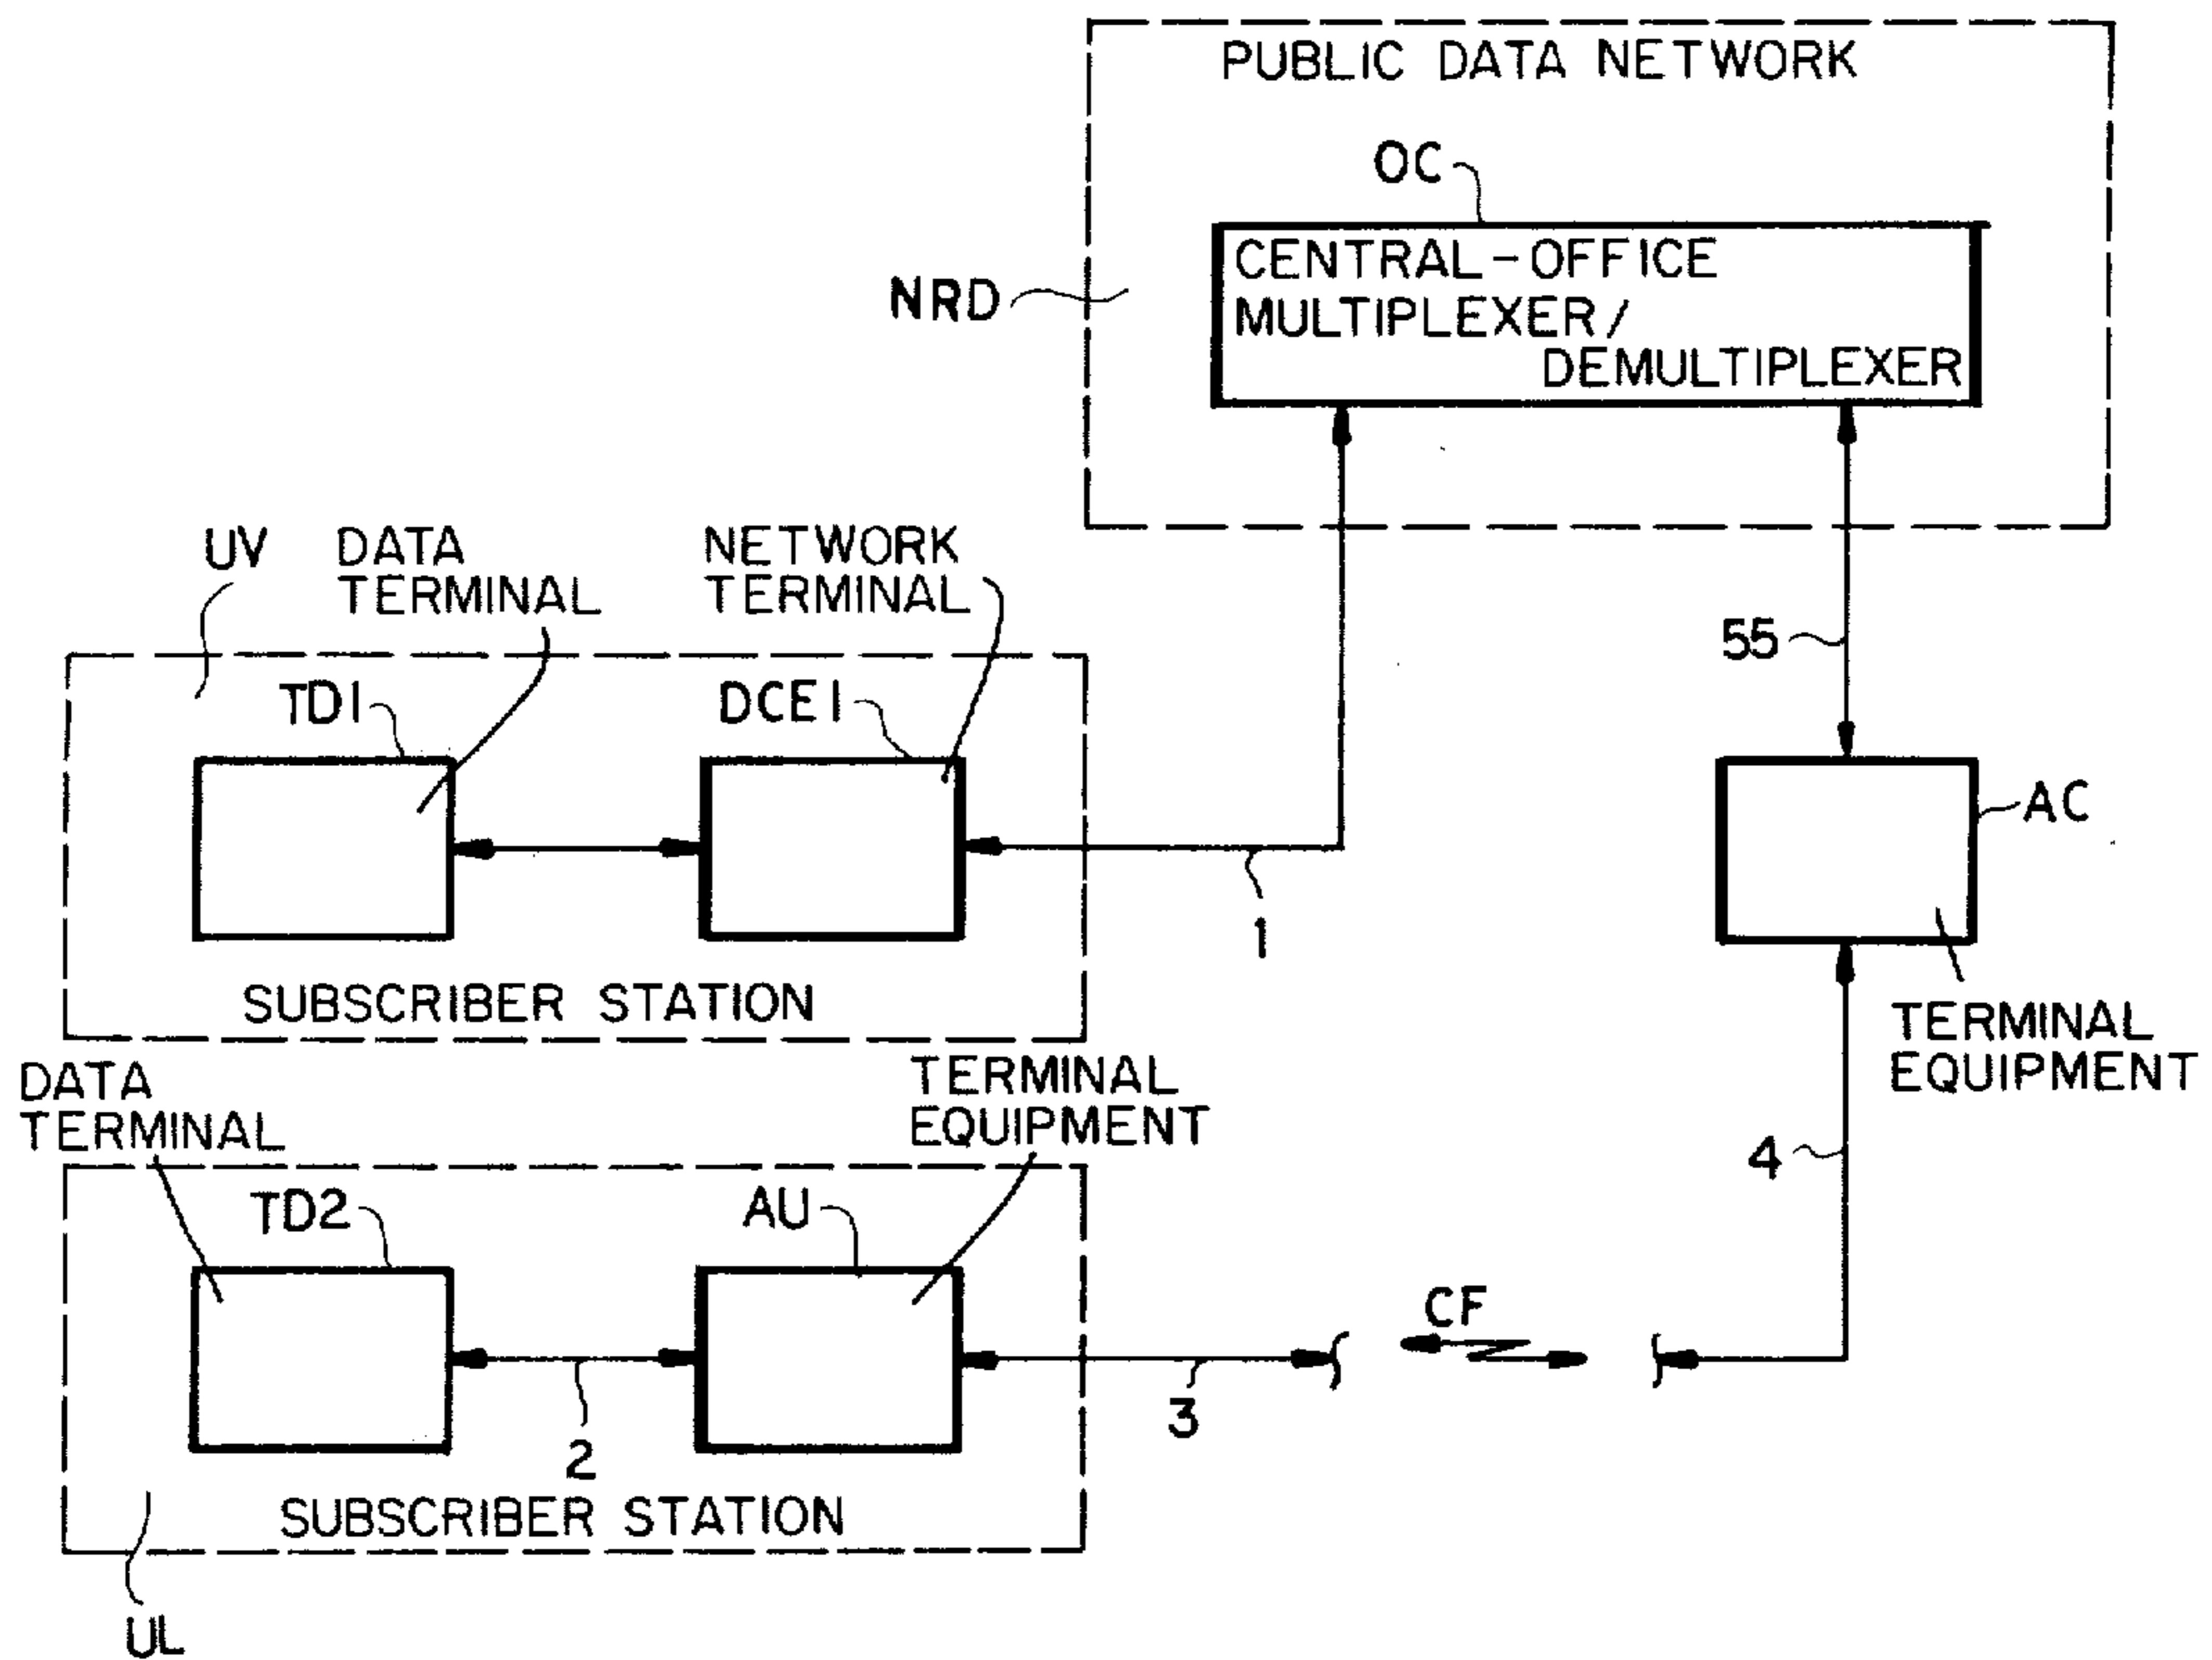 PUBLIC DATA NETWORK
OC
CENTRAL-OFFICE
MULTIPLEXER/
DEMULTIPLEXER
NRD
UV
DATA
TERMINAL
NETWORK
TERMINAL
55
TD1
DCE1
AC
1
SUBSCRIBER STATION
TERMINAL
EQUIPMENT
DATA
TERMINAL
TERMINAL
EQUIPMENT
4
TD2
AU
CF
3
2
SUBSCRIBER STATION
UL